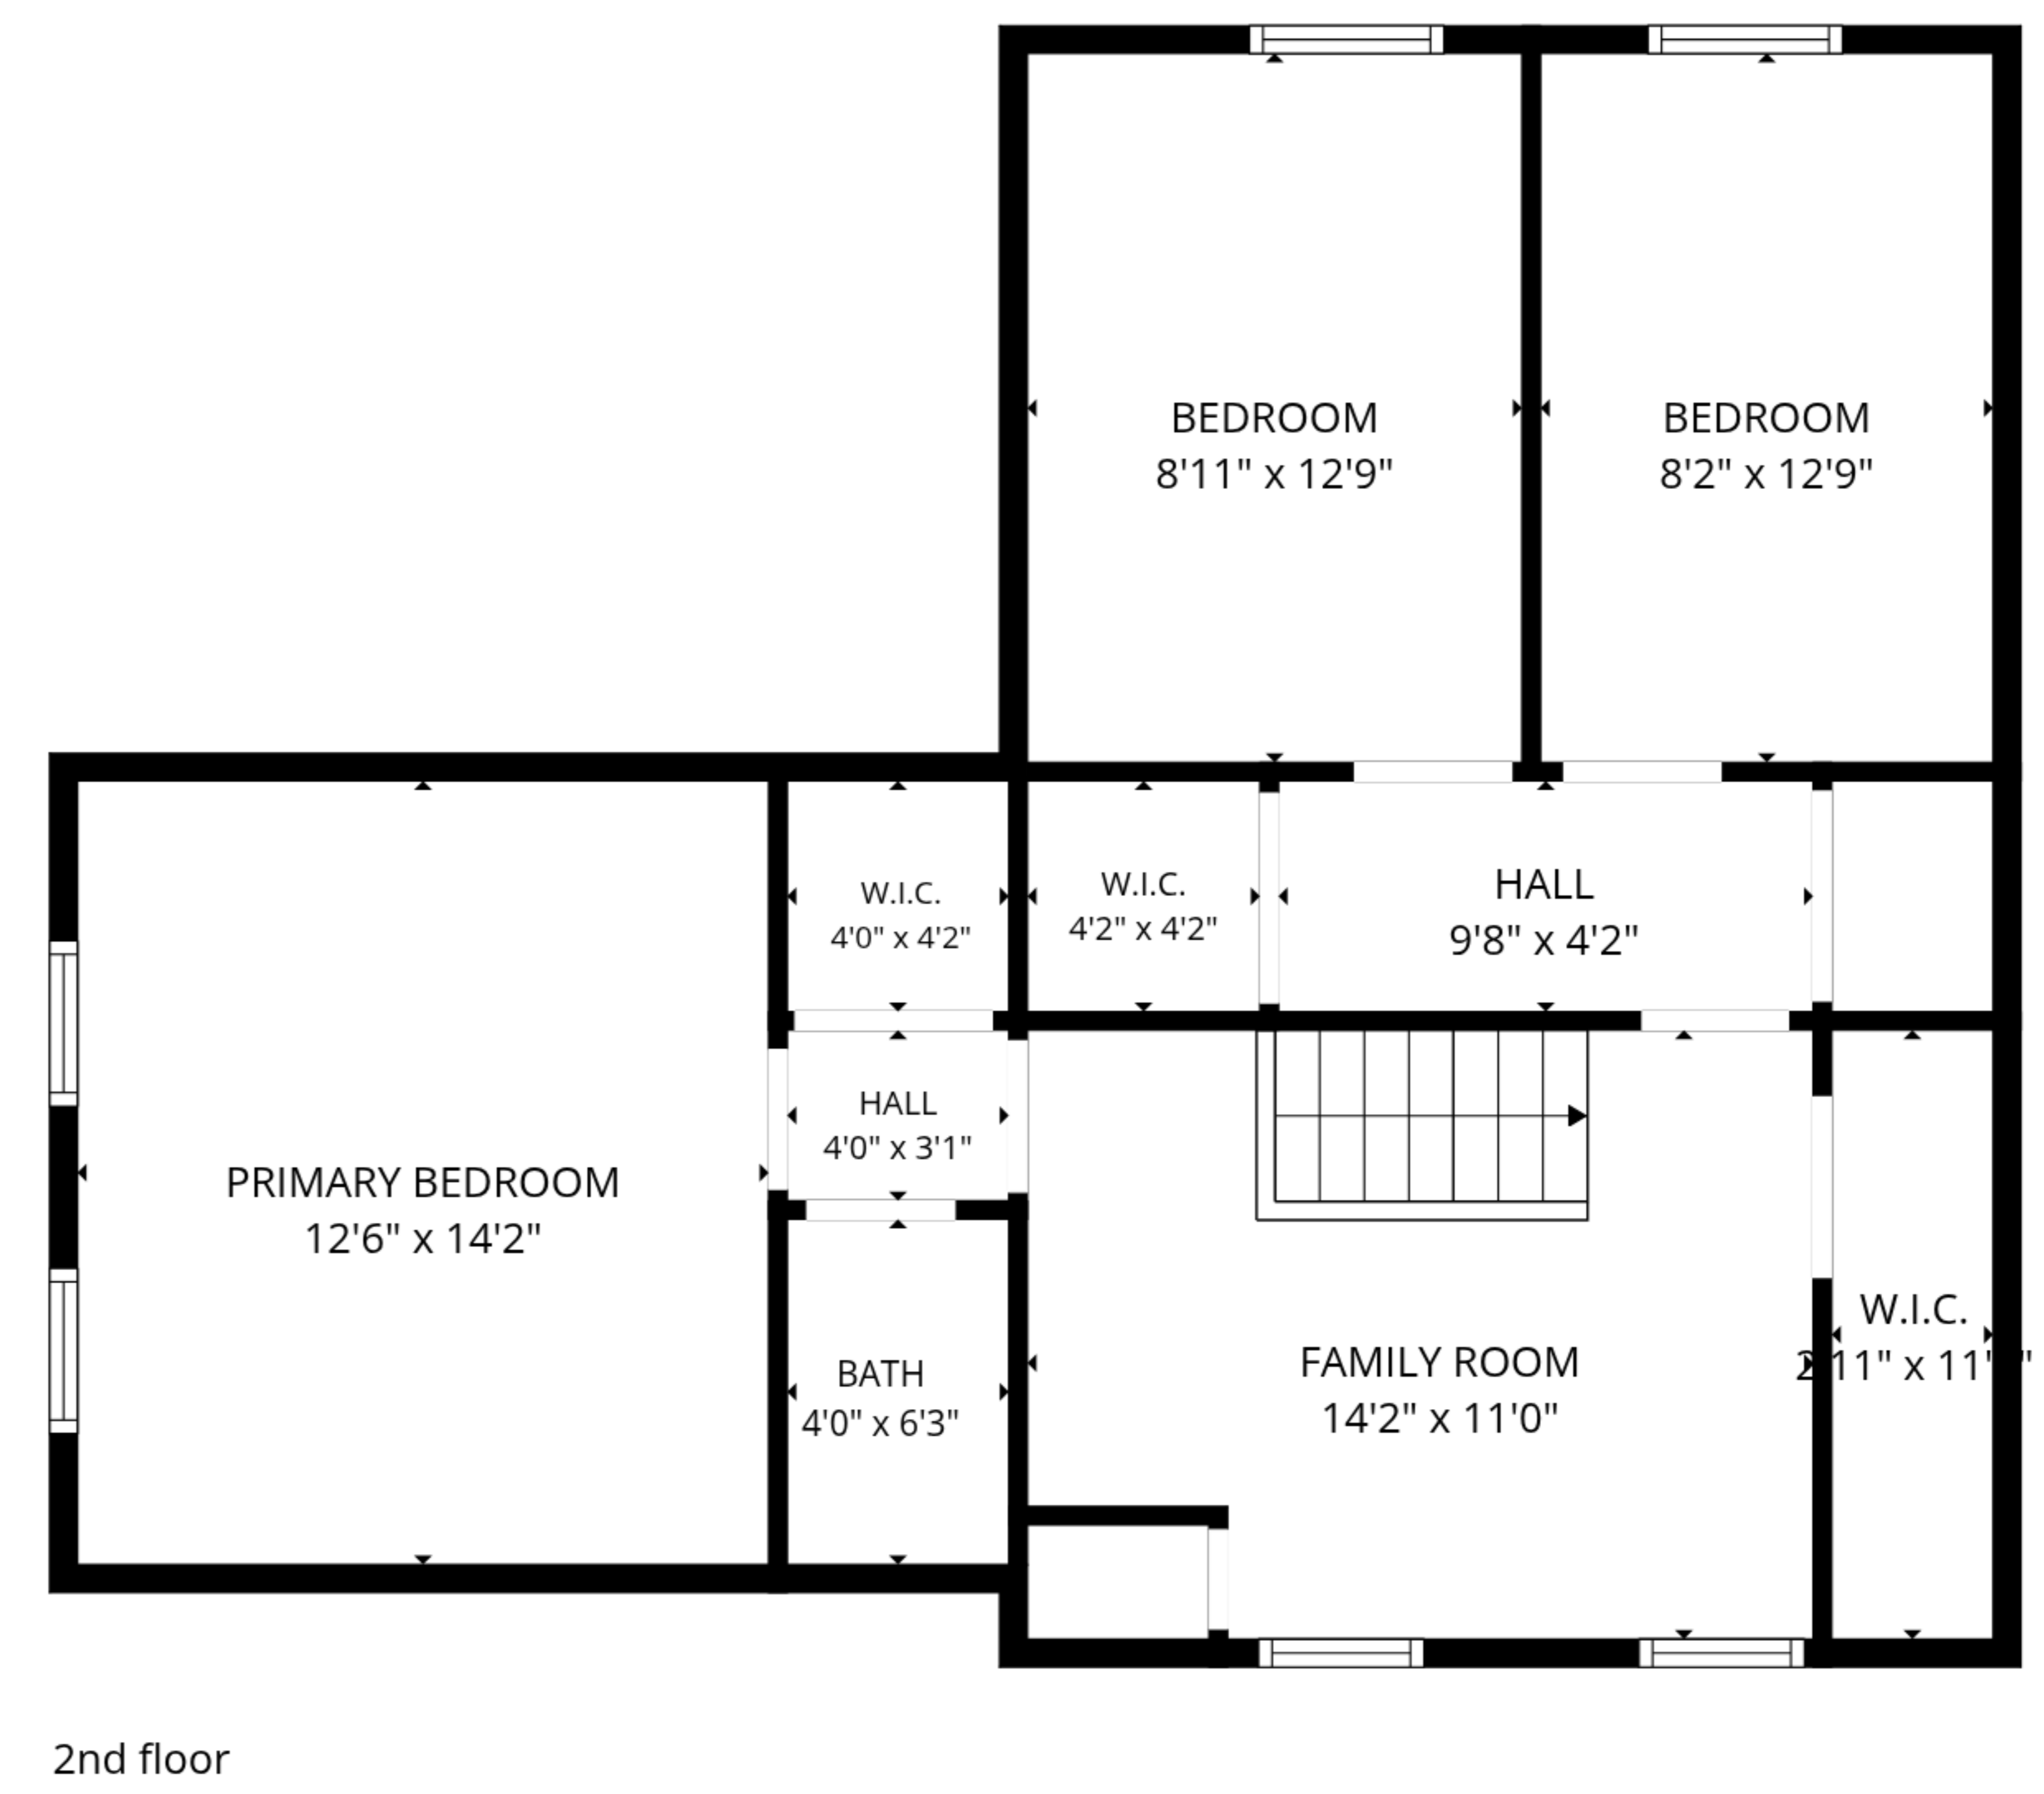 BEDROOM
8'11" x 12'9"
BEDROOM
8'2" x 12'9"
W.I.C.
4'0" x 4'2"
W.I.C.
4'2" x 4'2"
HALL
9'8" x 4'2"
HALL
4'0" x 3'1"
PRIMARY BEDROOM
12'6" x 14'2"
BATH
4'0" x 6'3"
FAMILY ROOM
14'2" x 11'0"
W.I.C.
2'11" x
2nd floor